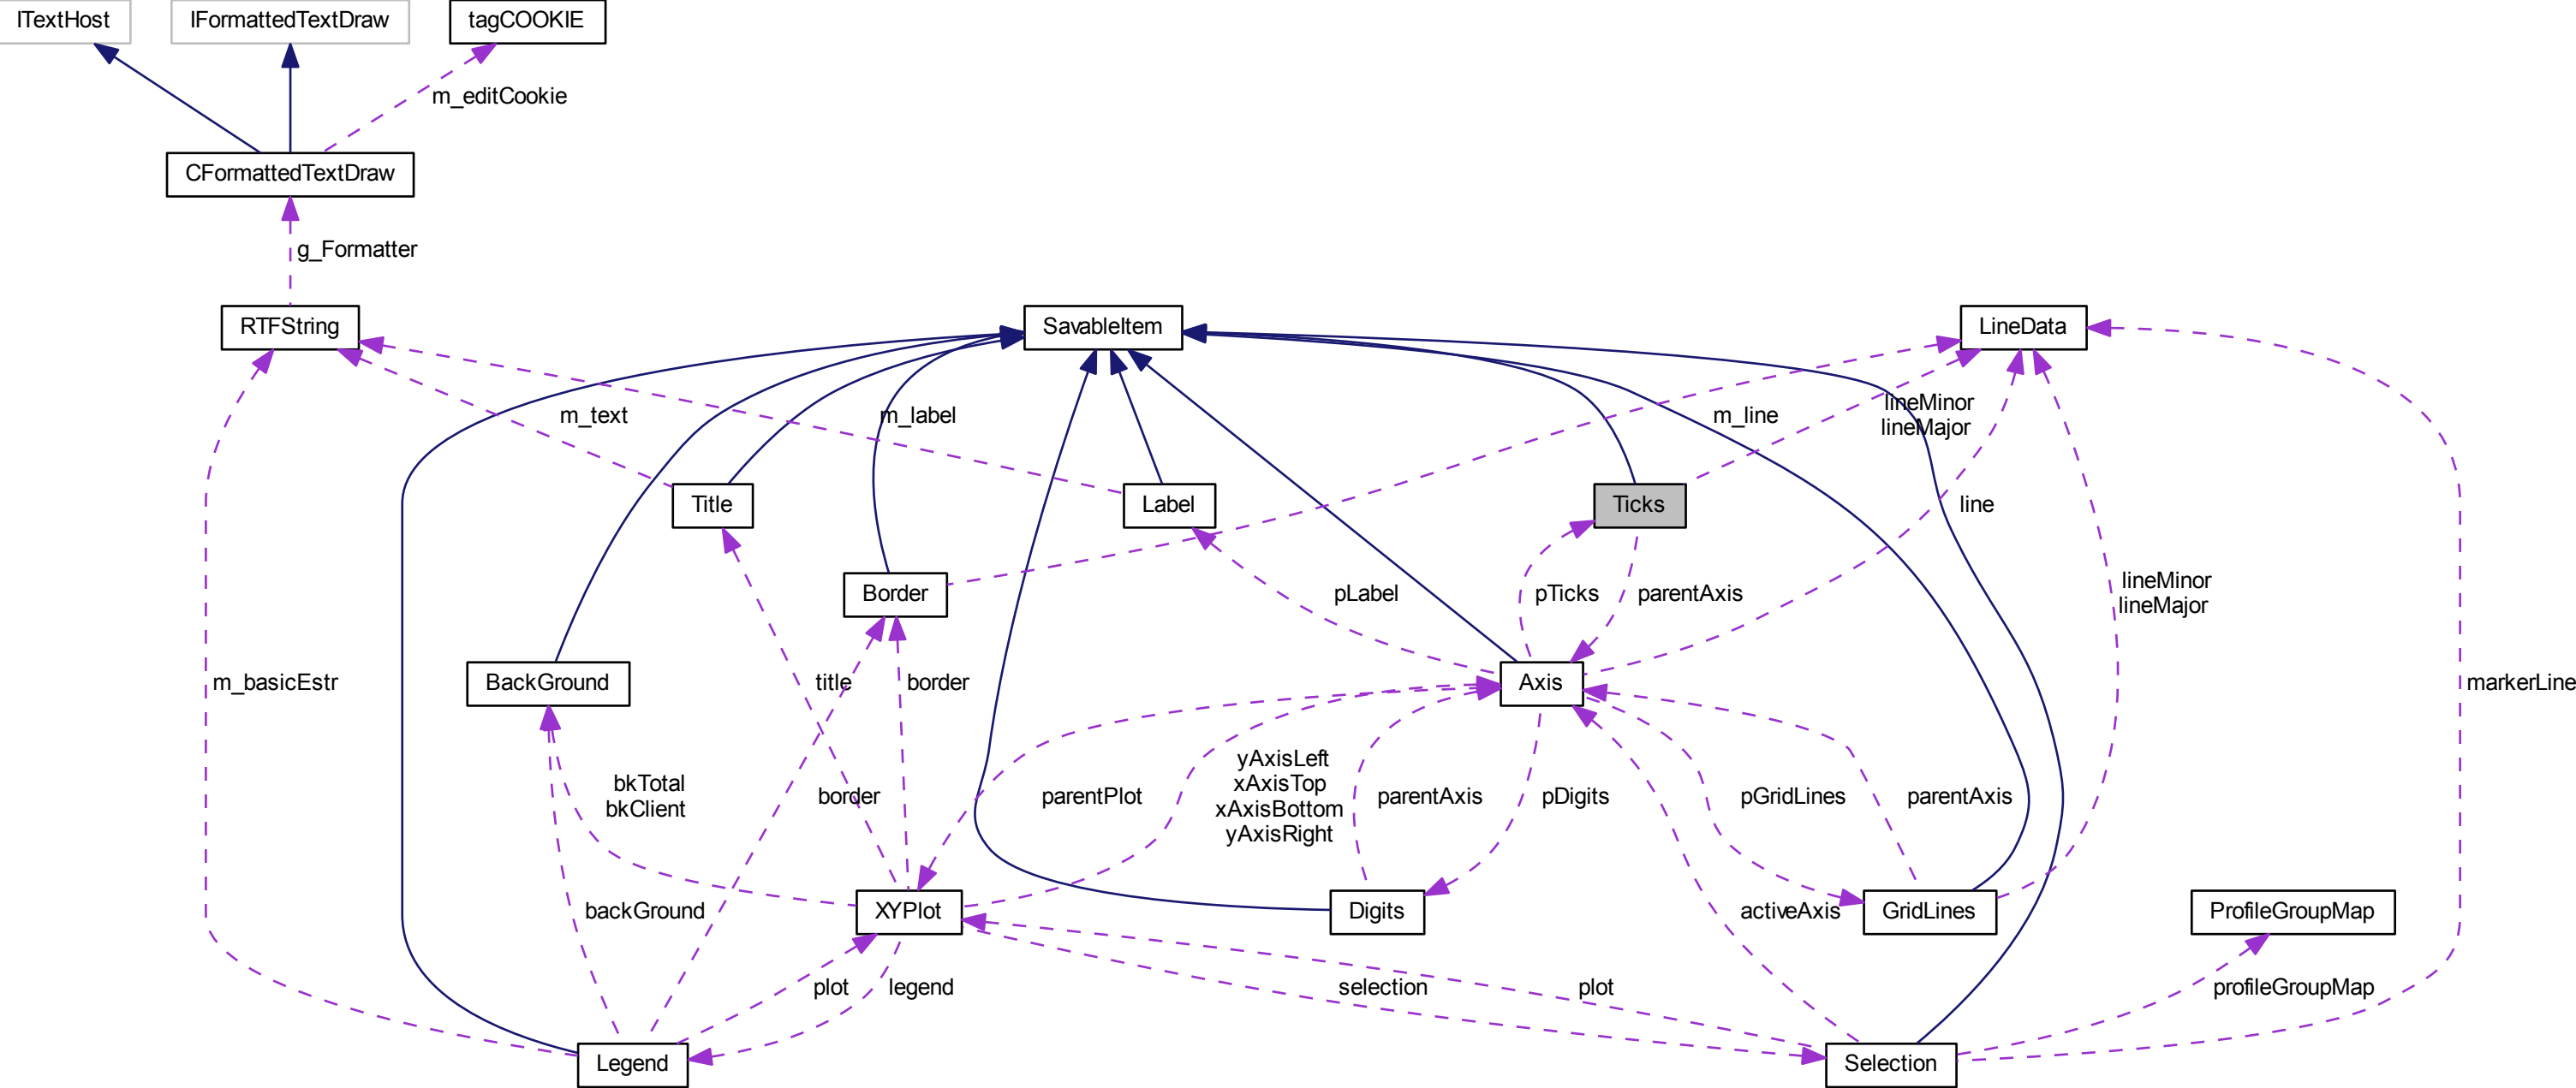 ITextHost
IFormattedTextDraw
tagCOOKIE
m_editCookie
CFormattedTextDraw
g_Formatter
RTFString
SavableItem
LineData
m_text
m_label
m_line
lineMinor
lineMajor
Title
Label
Ticks
line
Border
pLabel
pTicks
parentAxis
lineMinor
lineMajor
m_basicEstr
BackGround
title
border
Axis
markerLine
bkTotal
bkClient
border
parentPlot
yAxisLeft
xAxisTop
xAxisBottom
yAxisRight
parentAxis
pDigits
pGridLines
parentAxis
backGround
XYPlot
Digits
activeAxis
GridLines
ProfileGroupMap
plot
legend
selection
plot
profileGroupMap
Legend
Selection